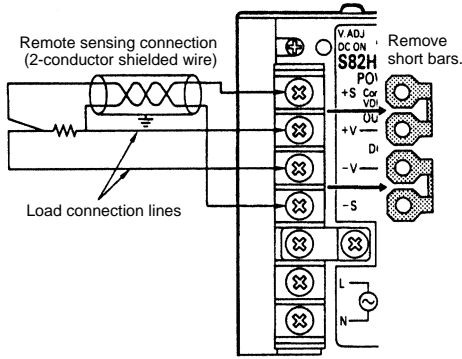 Remote sensing connection
(2-conductor shielded wire)
Load connection lines
V. ADJ
DC ON
S82H
+S
+V
−V
−S
L
N
Remove
short bars.